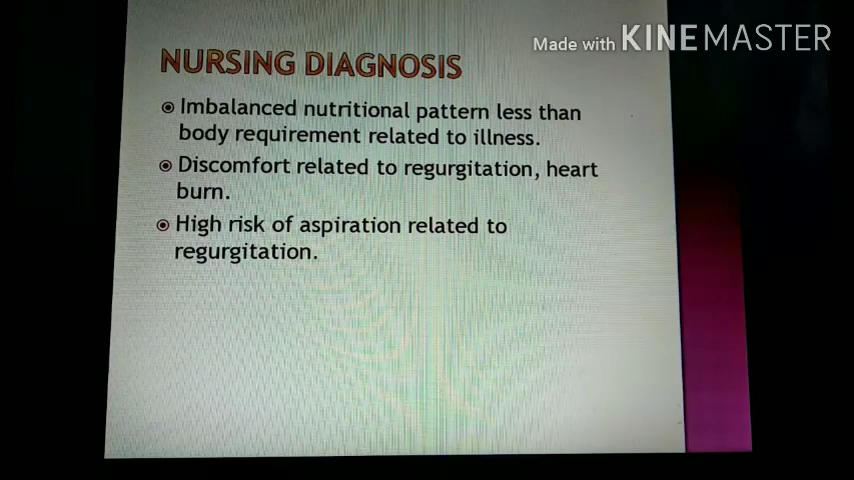 Made with KINEMASTER
NURSING DIAGNOSIS
Imbalanced nutritional pattern less than
body requirement related to illness.
Discomfort related to regurgitation, heart
burn.
High risk of aspiration related to
regurgitation.